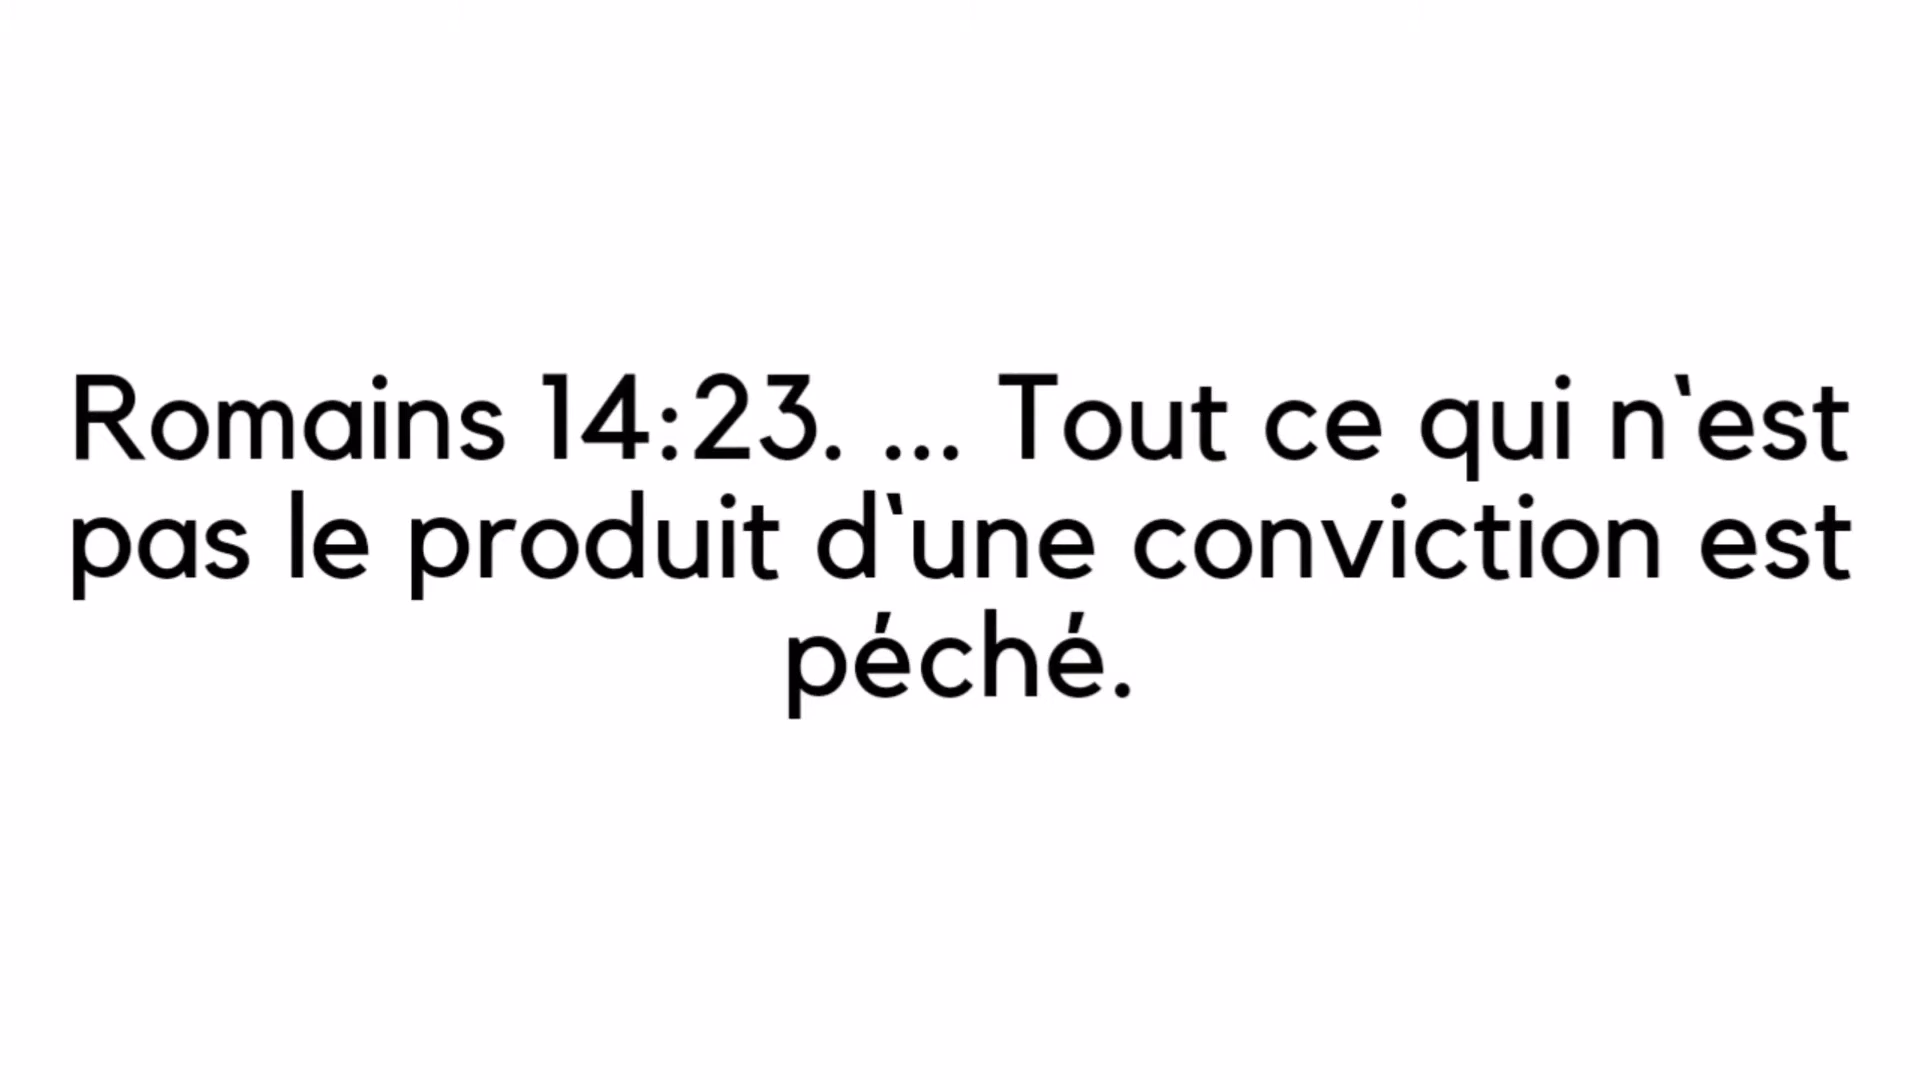 Romains 14:23. ... Tout ce qui n‛est
pas le produit d‛une conviction est
péché.